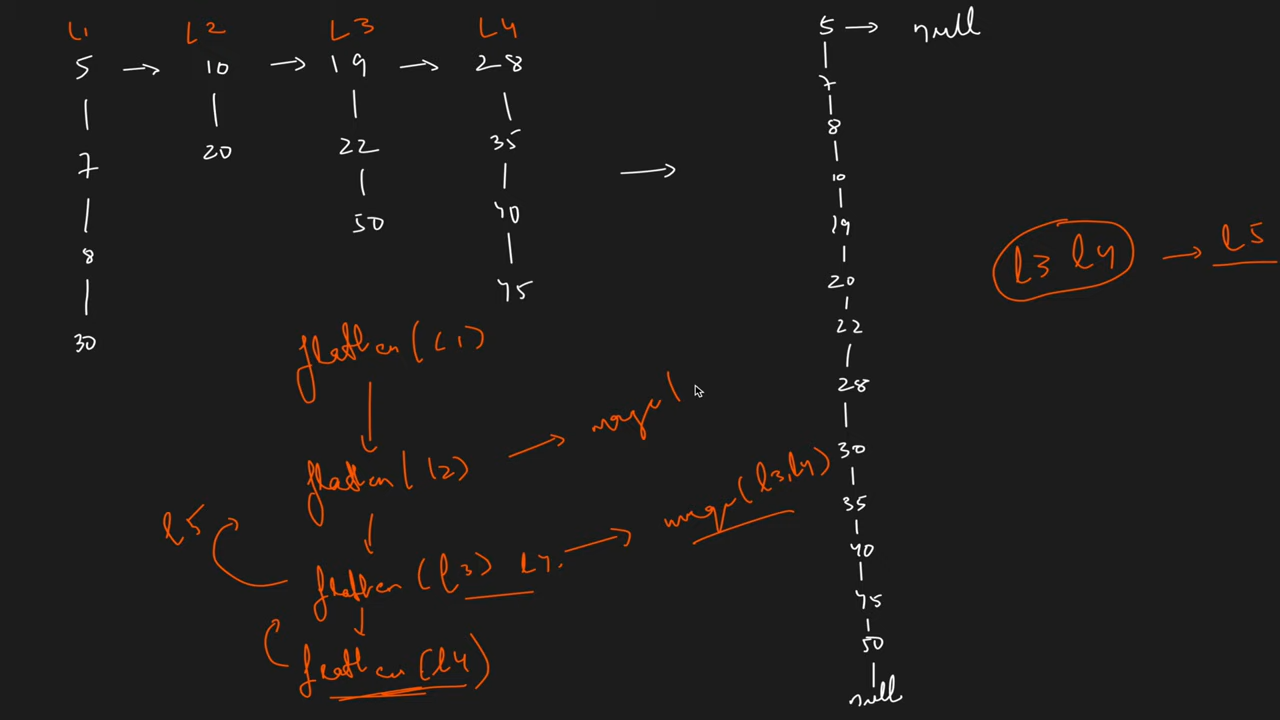 L1 L2 L3 L4
5 → 10 → 19 → 28
7 20 22 35
8 50 40
30 45
→
5 → null
7
8
10
19
20
22
28
30
35
40
45
50
null
l3 l4 → l5
flatten(L1)
flatten(l2) → merge(
flatten(l3) L4. → merge(l3,l4)
l5
flatten(l4)